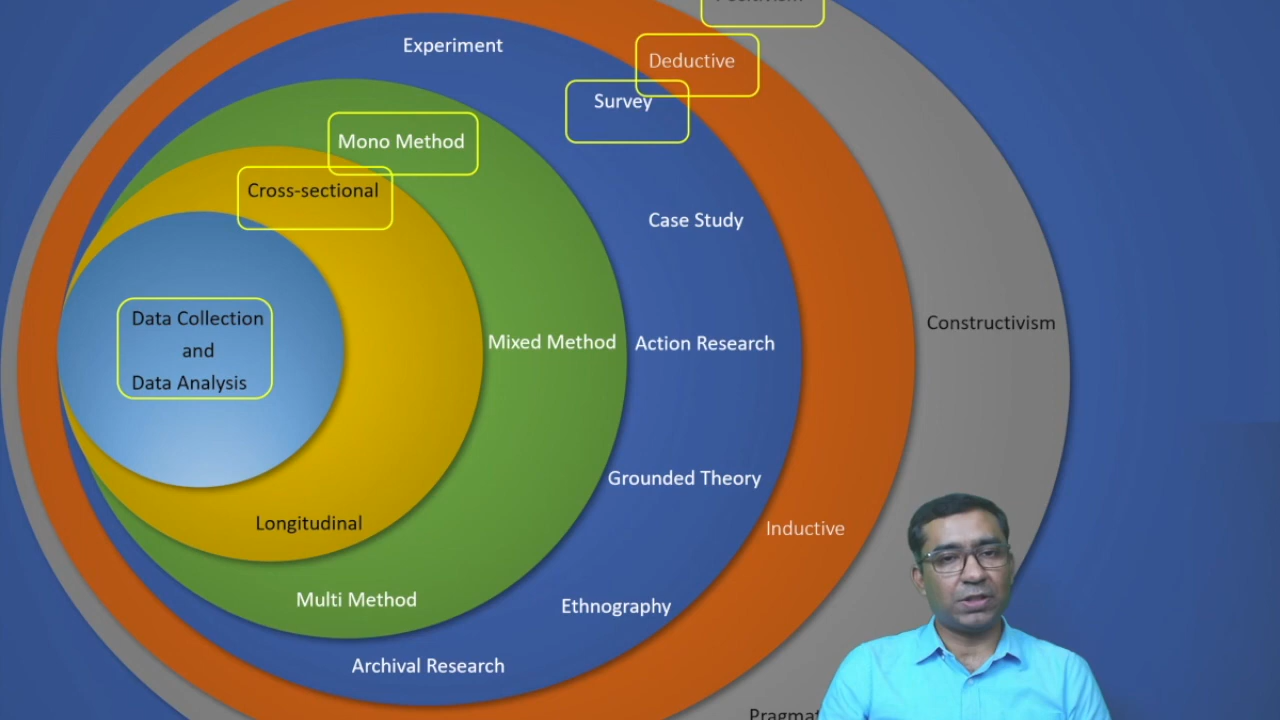 Experiment
Deductive
Survey
Mono Method
Cross-sectional
Case Study
Data Collection
and
Data Analysis
Constructivism
Mixed Method
Action Research
Grounded Theory
Longitudinal
Inductive
Multi Method
Ethnography
Archival Research